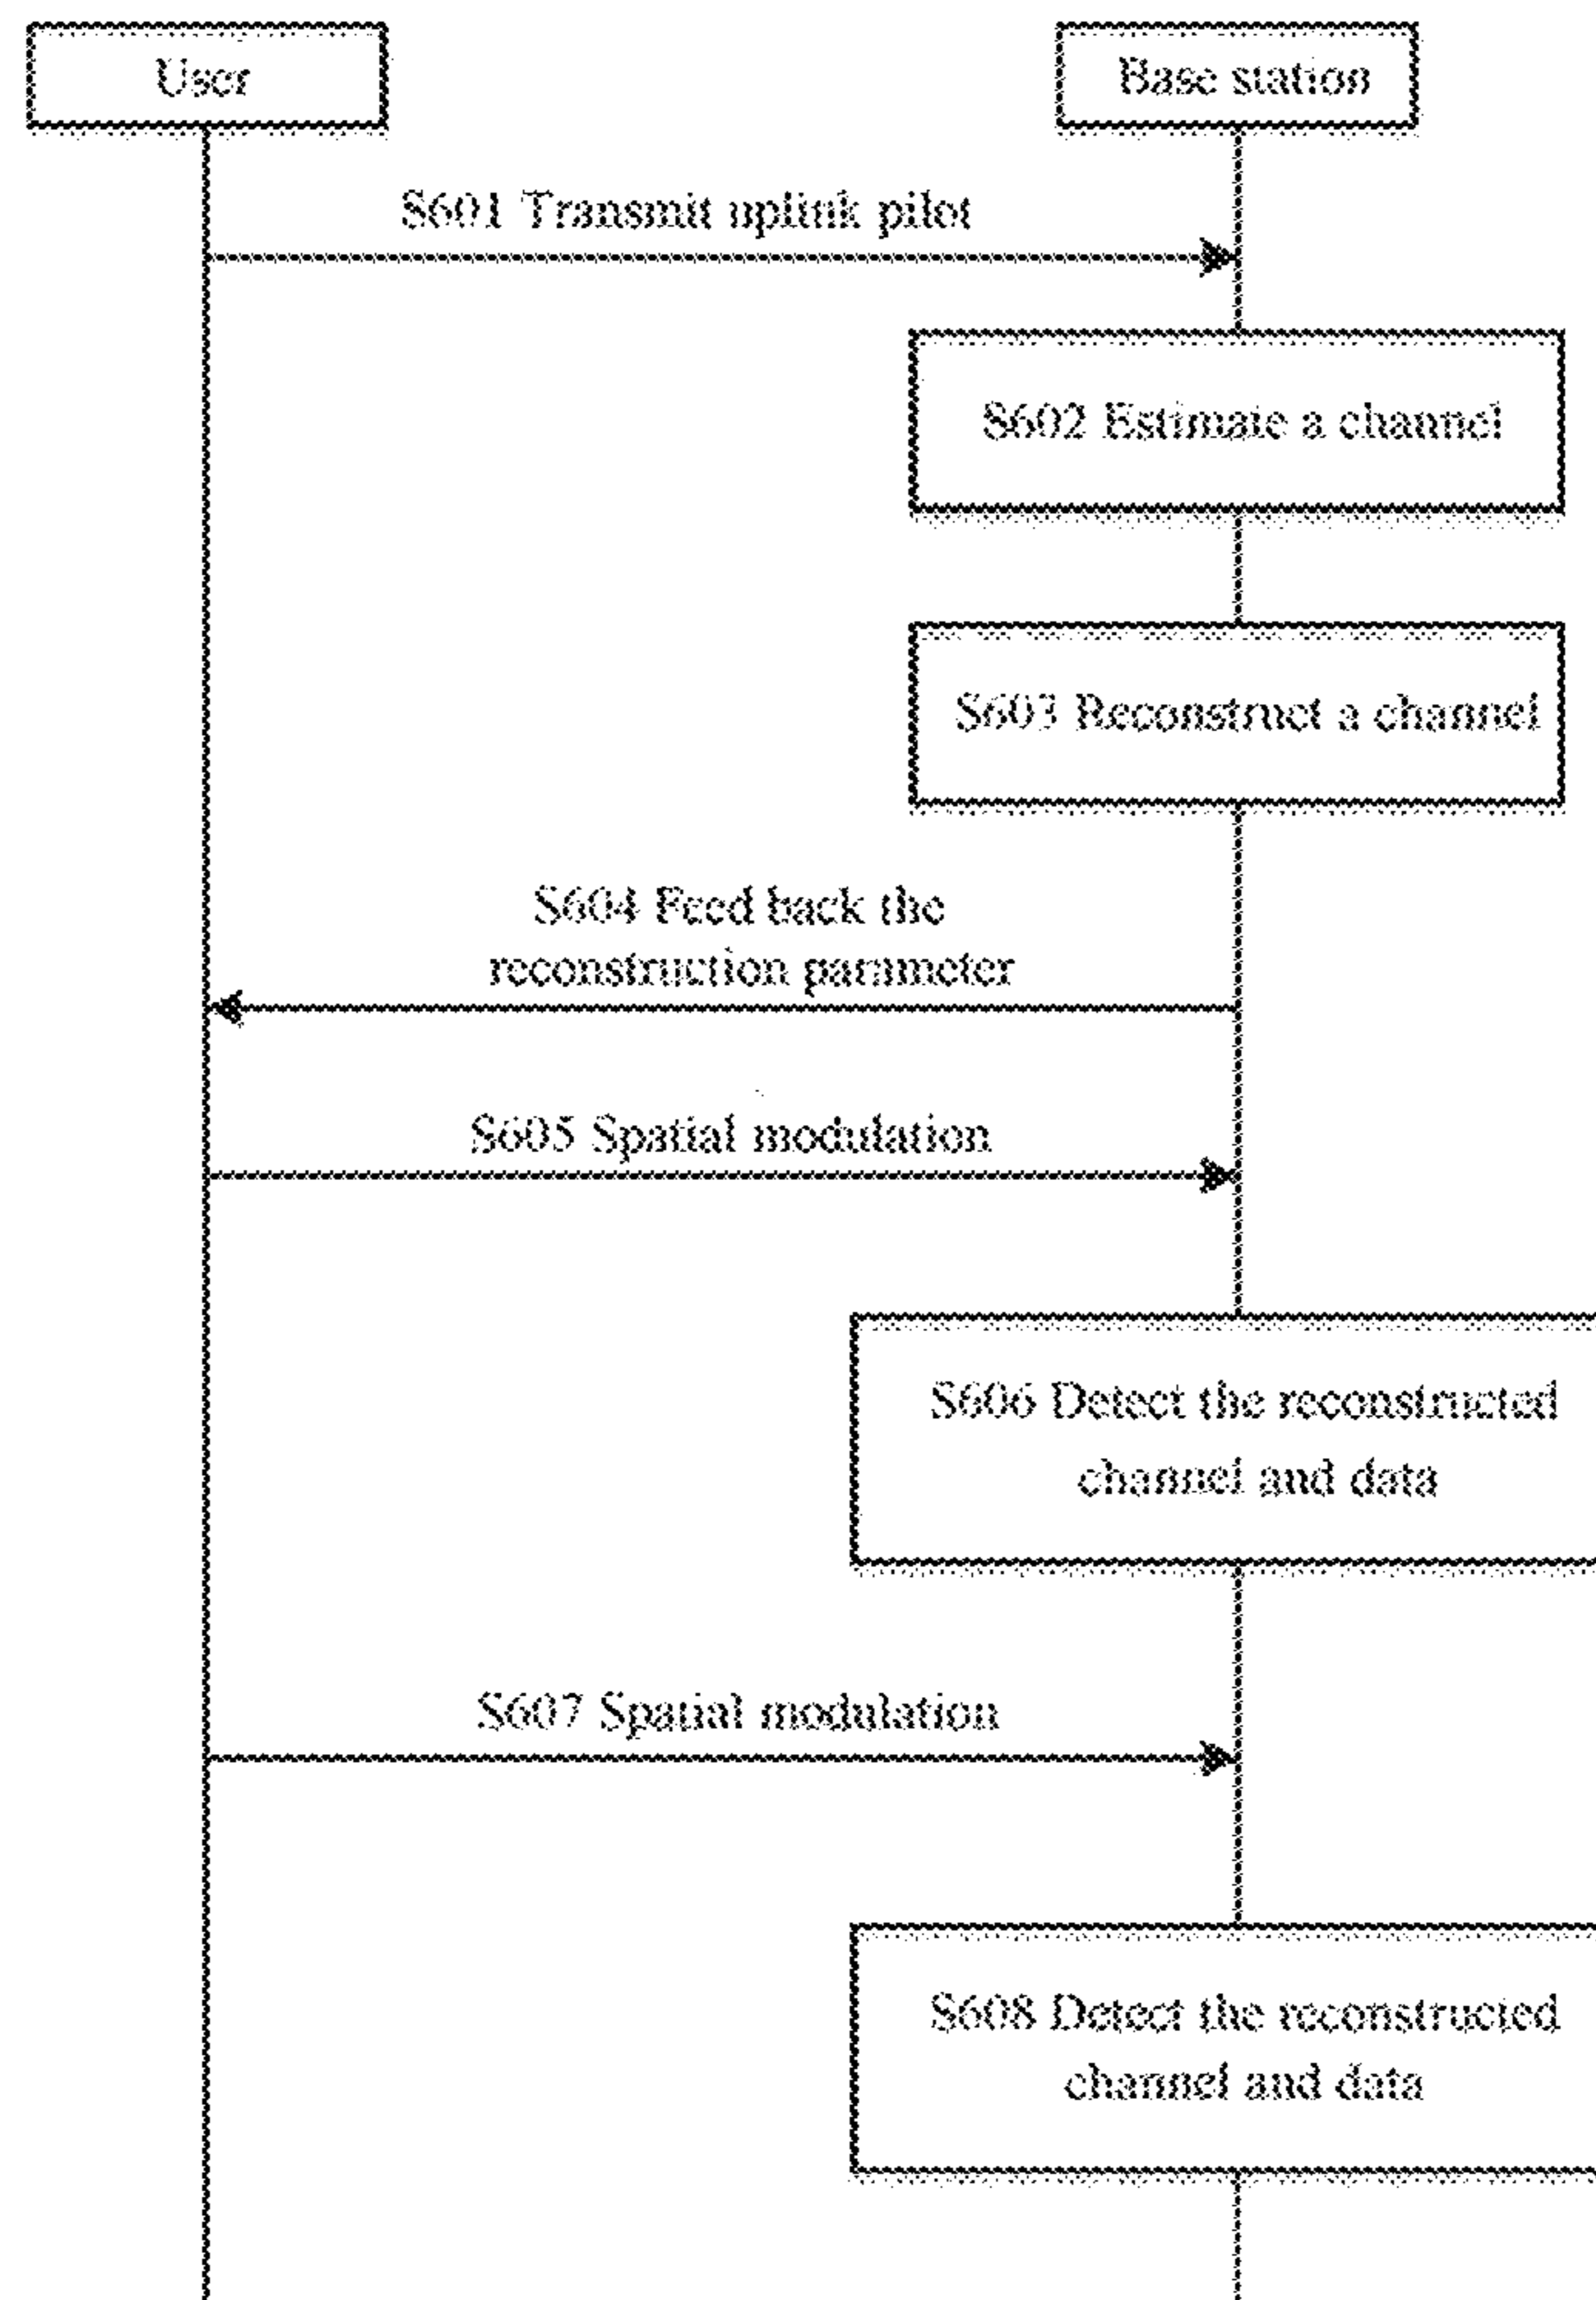 User
Base station
S601 Transmit uplink pilot
S602 Estimate a channel
S603 Reconstruct a channel
S604 Feed back the
reconstruction parameter
S605 Spatial modulation
S606 Detect the reconstructed
channel and data
S607 Spatial modulation
S608 Detect the reconstructed
channel and data